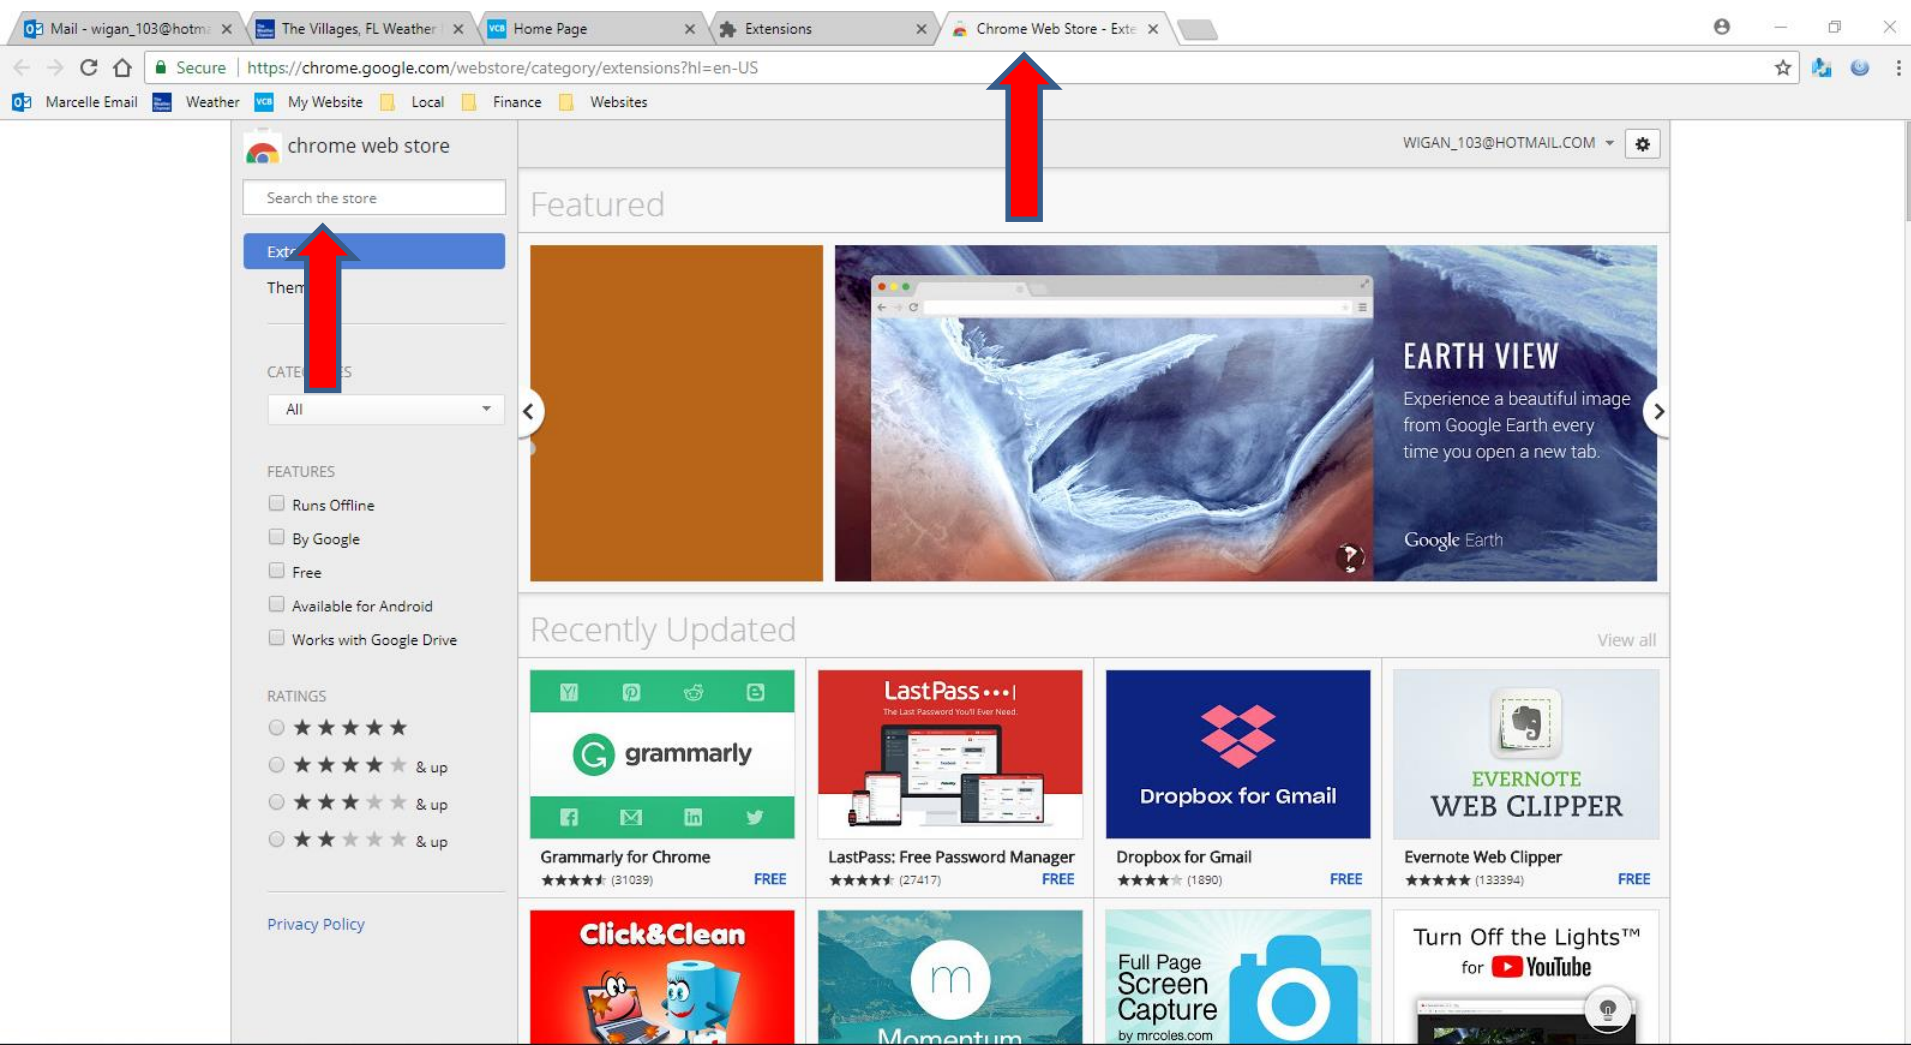 Mail - wigan_103@hotma
The Villages, FL Weather
Home Page
Extensions
Chrome Web Store - Exte
Secure
https://chrome.google.com/webstore/category/extensions?hl=en-US
Marcelle Email
Weather
VCB
My Website
Local
Finance
Websites
chrome web store
WIGAN_103@HOTMAIL.COM
Search the store
Featured
Exte
Them
CATE
ES
All
EARTH VIEW
Experience a beautiful image
from Google Earth every
time you open a new tab.
Google Earth
FEATURES
Runs Offline
By Google
Free
Available for Android
Works with Google Drive
RATINGS
& up
& up
& up
Privacy Policy
Recently Updated
View all
grammarly
Grammarly for Chrome
(31039)
FREE
LastPass
The Last Password You'll Ever Need.
LastPass: Free Password Manager
(27417)
FREE
Dropbox for Gmail
Dropbox for Gmail
(1890)
FREE
EVERNOTE
WEB CLIPPER
Evernote Web Clipper
(133394)
FREE
Click&Clean
m
Momentum
Full Page
Screen
Capture
by mrcoles.com
Turn Off the Lights™
for YouTube